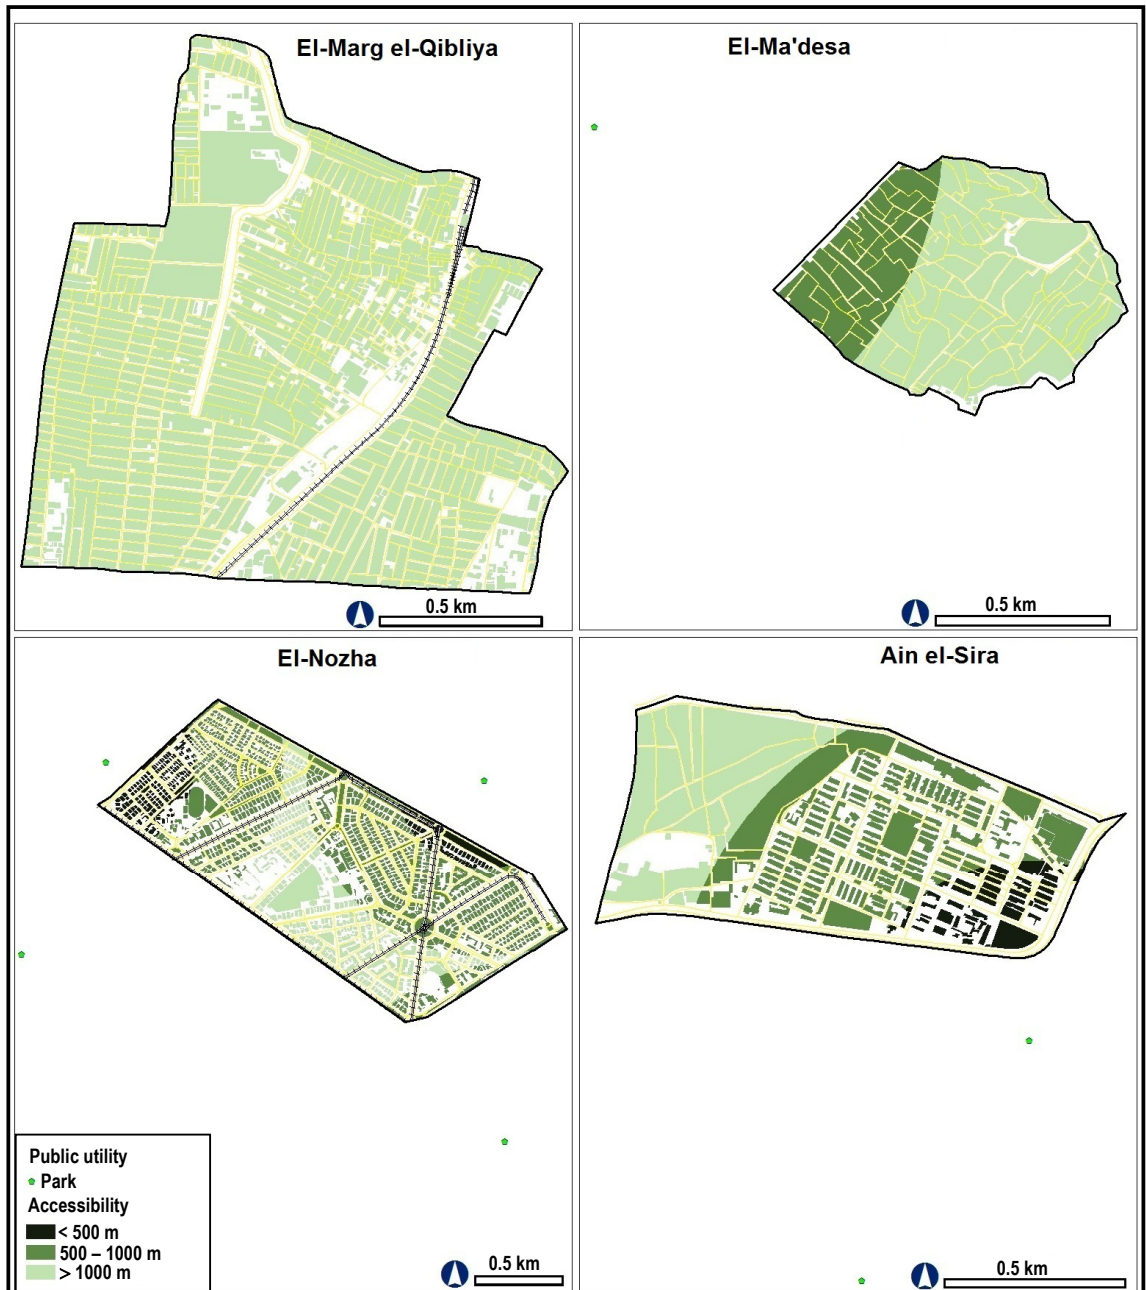 El-Marg el-Qibliya
El-Ma'desa
0.5 km
0.5 km
El-Nozha
Ain el-Sira
Public utility
Park
Accessibility
< 500 m
500 – 1000 m
> 1000 m
0.5 km
0.5 km